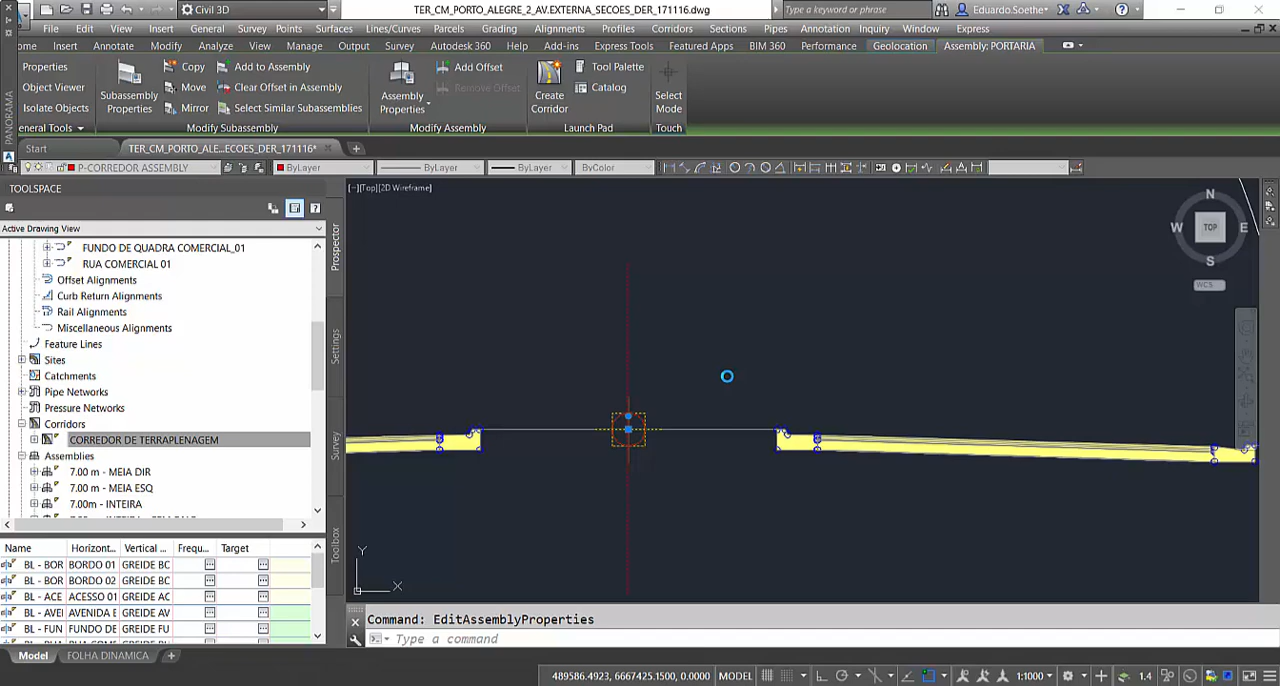 Civil 3D
TER_CM_PORTO_ALEGRE_2_AV.EXTERNA_SECOES_DER_171116.dwg
Type a keyword or phrase
Eduardo.Soethe
File Edit View Insert General Survey Points Surfaces Lines/Curves Parcels Grading Alignments Profiles Corridors Sections Pipes Annotation Inquiry Window Express
ome Insert Annotate Modify Analyze View Manage Output Survey Autodesk 360 Help Add-ins Express Tools Featured Apps BIM 360 Performance Geolocation Assembly: PORTARIA
Properties
Object Viewer
Isolate Objects
eneral Tools
Subassembly Properties
Copy
Move
Mirror
Add to Assembly
Clear Offset in Assembly
Select Similar Subassemblies
Modify Subassembly
Assembly Properties
Add Offset
Remove Offset
Modify Assembly
Create Corridor
Tool Palette
Catalog
Launch Pad
Select Mode
Touch
PANORAMA
Start
TER_CM_PORTO_ALE...ECOES_DER_171116*
P-CORREDOR ASSEMBLY
ByLayer
ByLayer
ByLayer
ByColor
TOOLSPACE
Active Drawing View
FUNDO DE QUADRA COMERCIAL_01
RUA COMERCIAL 01
Offset Alignments
Curb Return Alignments
Rail Alignments
Miscellaneous Alignments
Feature Lines
Sites
Catchments
Pipe Networks
Pressure Networks
Corridors
CORREDOR DE TERRAPLENAGEM
Assemblies
7.00 m - MEIA DIR
7.00 m - MEIA ESQ
7.00m - INTEIRA
Prospector
Settings
Survey
Toolbox
Name Horizont... Vertical ... Frequ... Target
BL - BOR BORDO 01 GREIDE BC
BL - BOR BORDO 02 GREIDE BC
BL - ACE ACESSO 01 GREIDE AC
BL - AVEI AVENIDA E GREIDE AV
BL - FUN FUNDO DE GREIDE FU
[−][Top][2D Wireframe]
N
W TOP E
S
WCS
Y
X
Command: EditAssemblyProperties
Type a command
Model
FOLHA DINAMICA
489586.4923, 6667425.1500, 0.0000 MODEL 1:1000 1.4